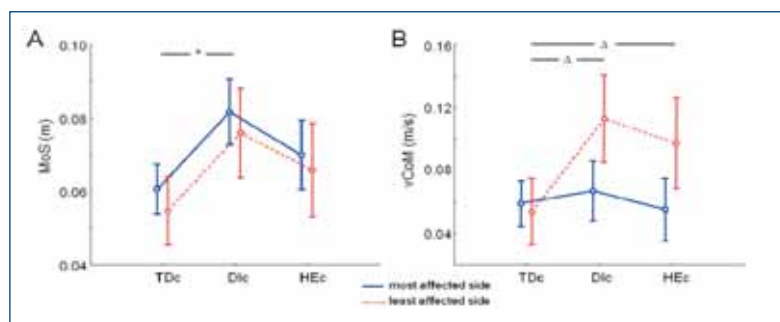 A
B
0.10
*
0.16
Δ
Δ
MoS (m)
0.08
0.06
0.04
vCoM (m/s)
0.12
0.08
0.04
TDc
DIc
HEc
TDc
DIc
HEc
most affected side
least affected side